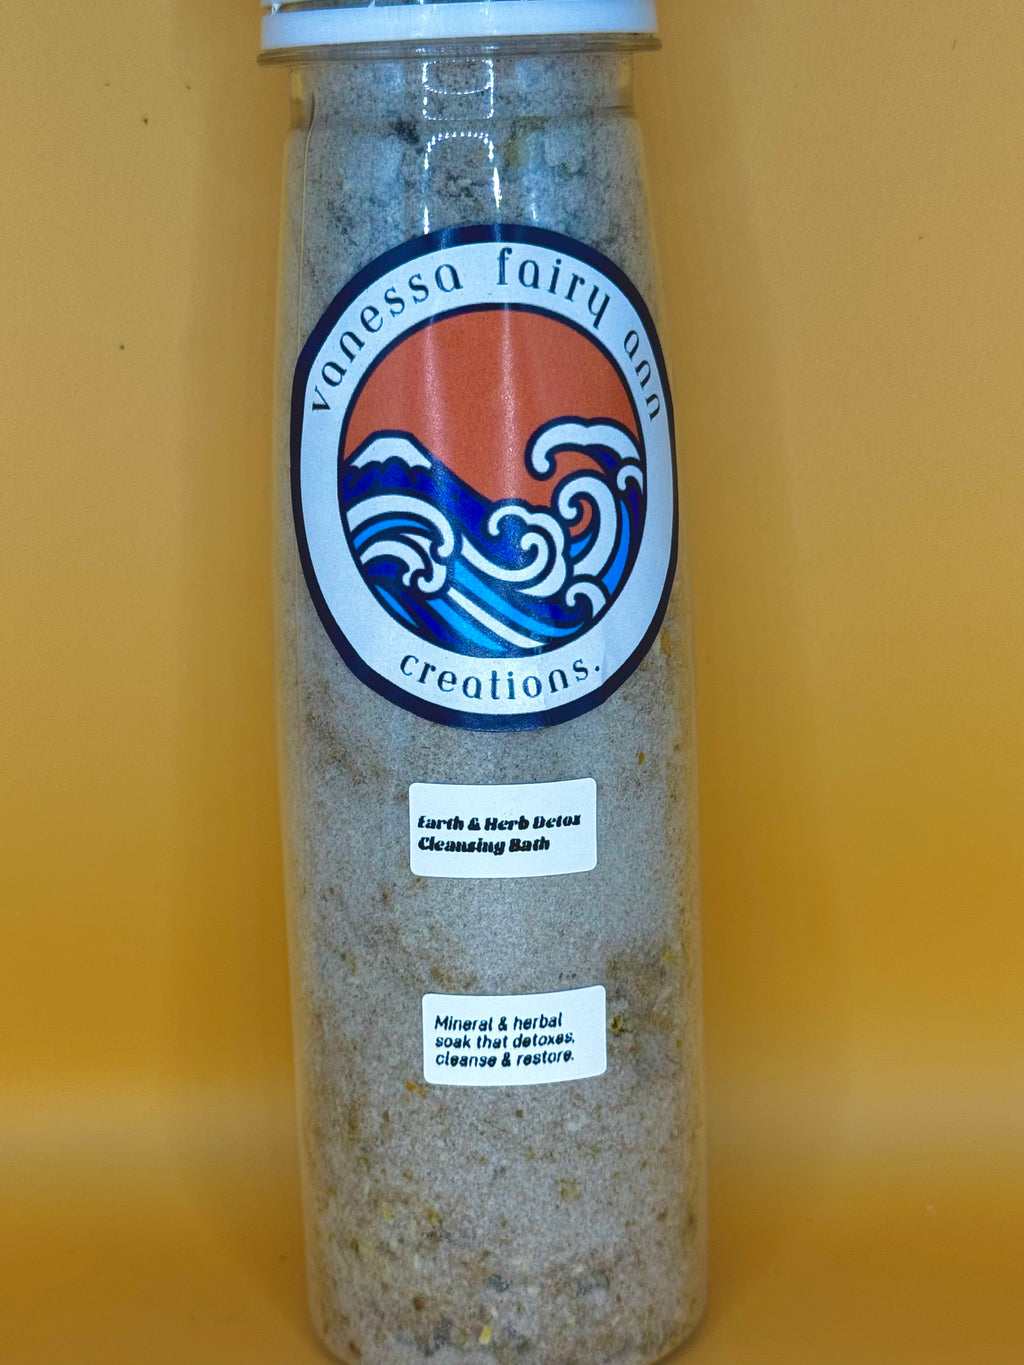 vanessa fairy ann
creations.
Earth & Herb Detox
Cleansing Bath
Mineral & herbal
soak that detoxes,
cleanse & restore.